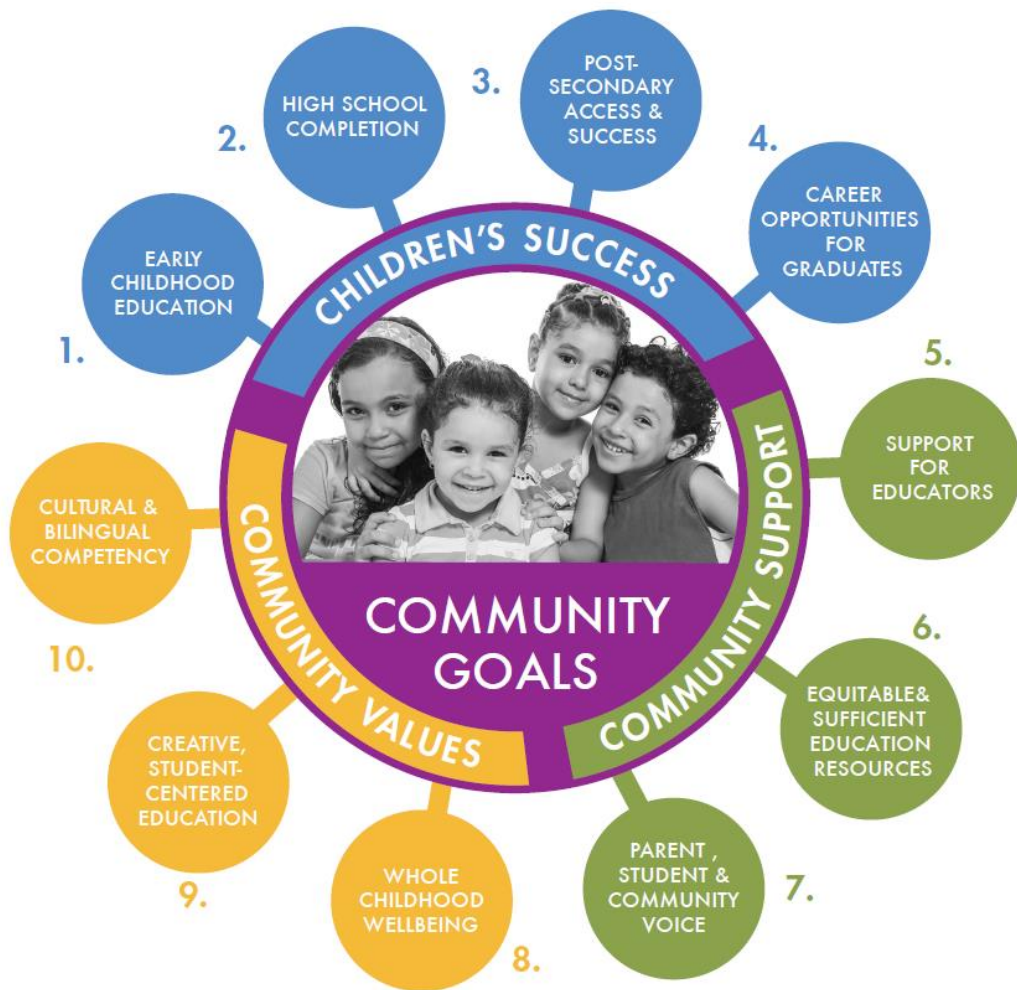 1.
EARLY
CHILDHOOD
EDUCATION
2.
HIGH SCHOOL
COMPLETION
3.
POST-
SECONDARY
ACCESS &
SUCCESS
4.
CAREER
OPPORTUNITIES
FOR
GRADUATES
5.
SUPPORT
FOR
EDUCATORS
6.
EQUITABLE&
SUFFICIENT
EDUCATION
RESOURCES
7.
PARENT ,
STUDENT &
COMMUNITY
VOICE
8.
WHOLE
CHILDHOOD
WELLBEING
9.
CREATIVE,
STUDENT-
CENTERED
EDUCATION
10.
CULTURAL &
BILINGUAL
COMPETENCY
CHILDREN'S SUCCESS
COMMUNITY SUPPORT
COMMUNITY VALUES
COMMUNITY
GOALS